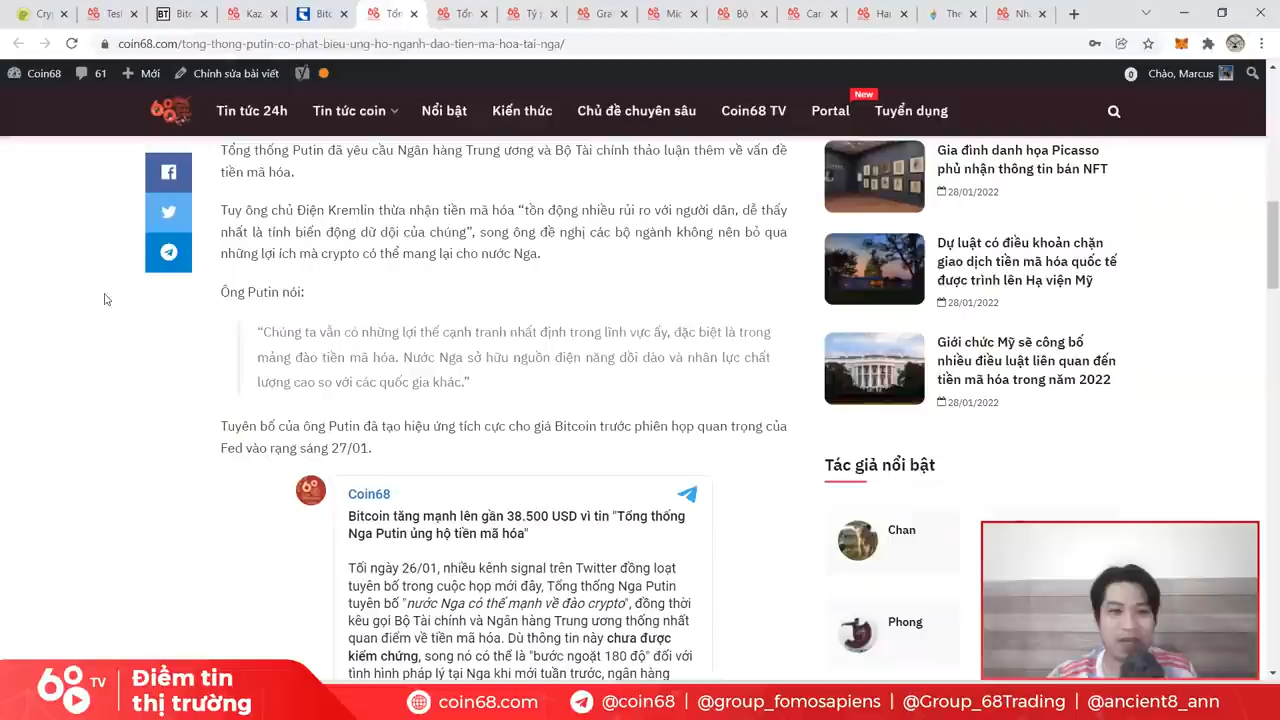 Cryp
Tesl
Bitc
Kaz
Bitc
Tổn
Tổn
Tỷ p
Gra
Mic
Bộ
Car
Hai
The
Nhà
coin68.com/tong-thong-putin-co-phat-bieu-ung-ho-nganh-dao-tien-ma-hoa-tai-nga/
Coin68
61
Mới
Chỉnh sửa bài viết
0
Chào, Marcus
Tin tức 24h
Tin tức coin
Nổi bật
Kiến thức
Chủ đề chuyên sâu
Coin68 TV
Portal
New
Tuyển dụng
Tổng thống Putin đã yêu cầu Ngân hàng Trung ương và Bộ Tài chính thảo luận thêm về vấn đề
tiền mã hóa.
Tuy ông chủ Điện Kremlin thừa nhận tiền mã hóa “tồn động nhiều rủi ro với người dân, dễ thấy
nhất là tính biến động dữ dội của chúng”, song ông đề nghị các bộ ngành không nên bỏ qua
những lợi ích mà crypto có thể mang lại cho nước Nga.
Ông Putin nói:
“Chúng ta vẫn có những lợi thế cạnh tranh nhất định trong lĩnh vực ấy, đặc biệt là trong
mảng đào tiền mã hóa. Nước Nga sở hữu nguồn điện năng dồi dào và nhân lực chất
lượng cao so với các quốc gia khác.”
Tuyên bố của ông Putin đã tạo hiệu ứng tích cực cho giá Bitcoin trước phiên họp quan trọng của
Fed vào rạng sáng 27/01.
Coin68
Bitcoin tăng mạnh lên gần 38.500 USD vì tin "Tổng thống
Nga Putin ủng hộ tiền mã hóa"
Tối ngày 26/01, nhiều kênh signal trên Twitter đồng loạt
tuyên bố trong cuộc họp mới đây, Tổng thống Nga Putin
tuyên bố "nước Nga có thế mạnh về đào crypto", đồng thời
kêu gọi Bộ Tài chính và Ngân hàng Trung ương thống nhất
quan điểm về tiền mã hóa. Dù thông tin này chưa được
kiểm chứng, song nó có thể là "bước ngoặt 180 độ" đối với
tình hình pháp lý tại Nga khi mới tuần trước, ngân hàng
Gia đình danh họa Picasso
phủ nhận thông tin bán NFT
28/01/2022
Dự luật có điều khoản chặn
giao dịch tiền mã hóa quốc tế
được trình lên Hạ viện Mỹ
28/01/2022
Giới chức Mỹ sẽ công bố
nhiều điều luật liên quan đến
tiền mã hóa trong năm 2022
28/01/2022
Tác giả nổi bật
Chan
Phong
68 TV
Điểm tin
thị trường
coin68.com
@coin68 | @group_fomosapiens | @Group_68Trading | @ancient8_ann